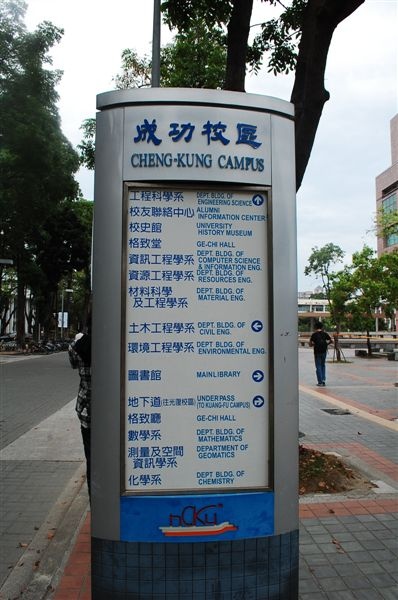 成功校區
CHENG-KUNG CAMPUS
工程科學系 DEPT. BLDG. OF
ENGINEERING SCIENCE
校友聯絡中心 ALUMNI
INFORMATION CENTER
校史館 UNIVERSITY
HISTORY MUSEUM
格致堂 GE-CHI HALL
資訊工程學系 DEPT. BLDG. OF
COMPUTER SCIENCE
& INFORMATION ENG.
資源工程學系 DEPT. BLDG. OF
RESOURCES ENG.
材料科學 DEPT. BLDG. OF
及工程學系 MATERIAL ENG.
土木工程學系 DEPT. BLDG. OF
CIVIL ENG.
環境工程學系 DEPT. BLDG. OF
ENVIRONMENTAL ENG.
圖書館 MAINLIBRARY
地下道(往光復校區) UNDERPASS
(TO KUANG-FU CAMPUS)
格致廳 GE-CHI HALL
數學系 DEPT. BLDG. OF
MATHEMATICS
測量及空間 DEPARTMENT
資訊學系 OF GEOMATICS
化學系 DEPT. BLDG. OF
CHEMISTRY
nCKU